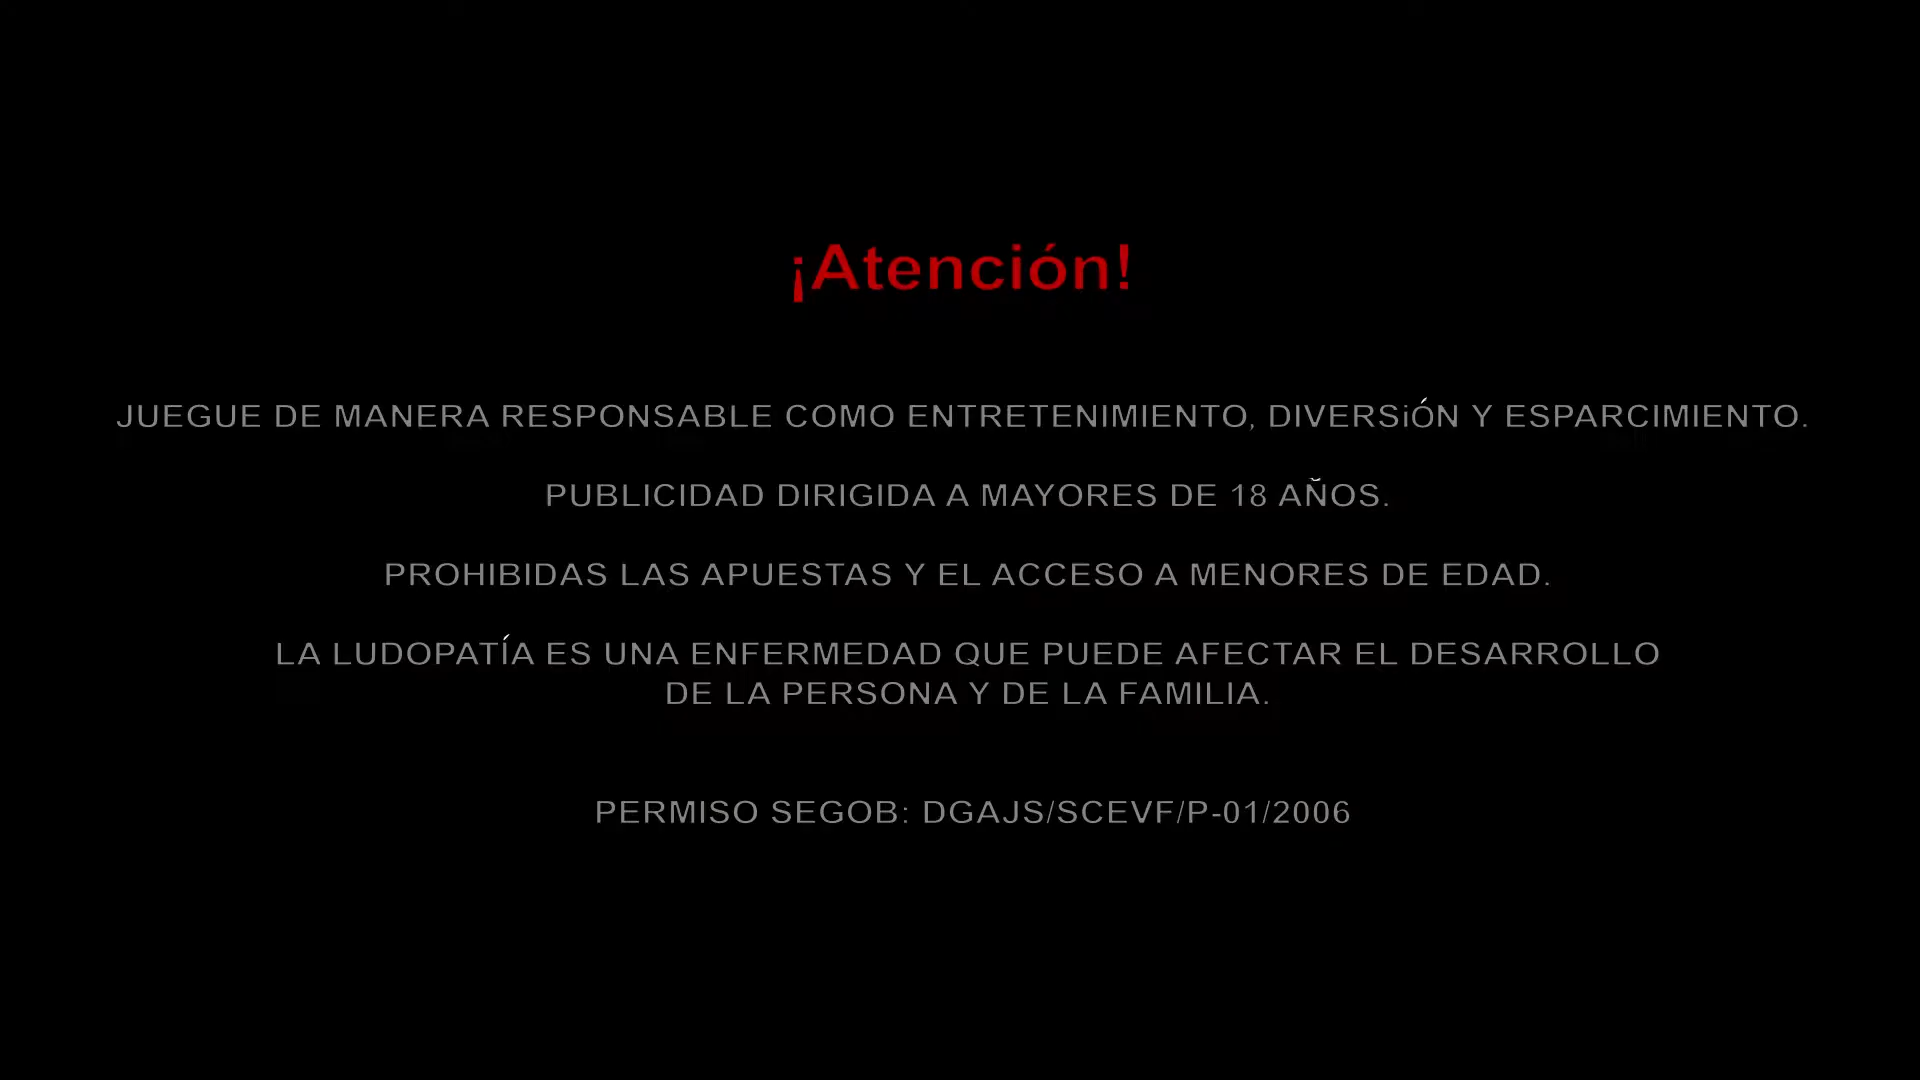 ¡Atención!
JUEGUE DE MANERA RESPONSABLE COMO ENTRETENIMIENTO, DIVERSiÓN Y ESPARCIMIENTO.
PUBLICIDAD DIRIGIDA A MAYORES DE 18 AÑOS.
PROHIBIDAS LAS APUESTAS Y EL ACCESO A MENORES DE EDAD.
LA LUDOPATÍA ES UNA ENFERMEDAD QUE PUEDE AFECTAR EL DESARROLLO
DE LA PERSONA Y DE LA FAMILIA.
PERMISO SEGOB: DGAJS/SCEVF/P-01/2006